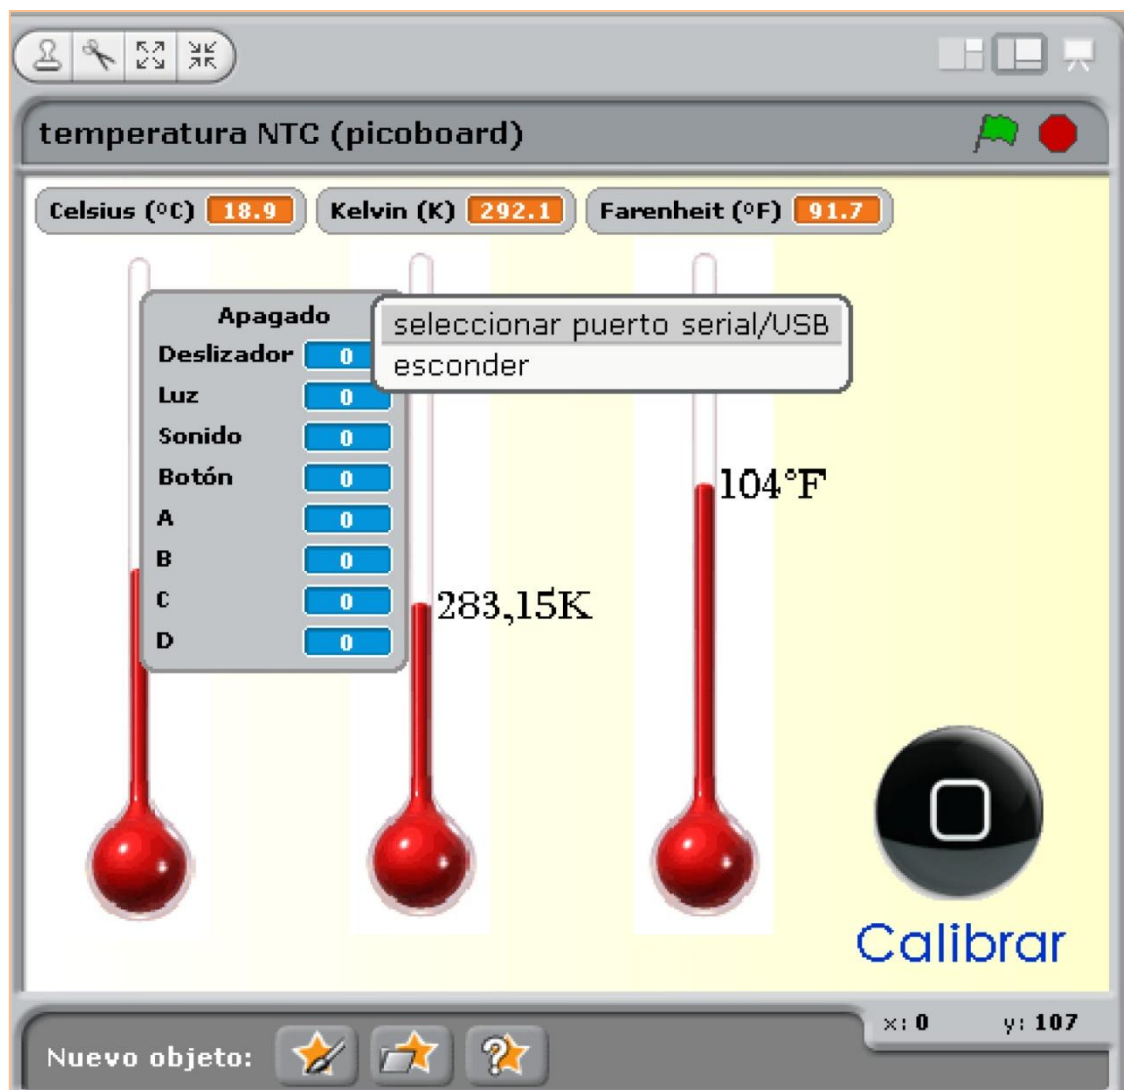 temperatura NTC (picoboard)
Celsius (ºC) 18.9
Kelvin (K) 292.1
Farenheit (ºF) 91.7
Apagado
Deslizador 0
Luz 0
Sonido 0
Botón 0
A 0
B 0
C 0
D 0
seleccionar puerto serial/USB
esconder
104°F
283,15K
Calibrar
x: 0 y: 107
Nuevo objeto: